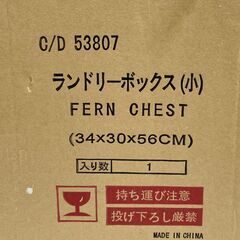 C/D 53807
ランドリーボックス(小)
FERN CHEST
(34×30×56CM)
入り数 1
持ち運び注意
投げ下ろし厳禁
MADE IN CHINA